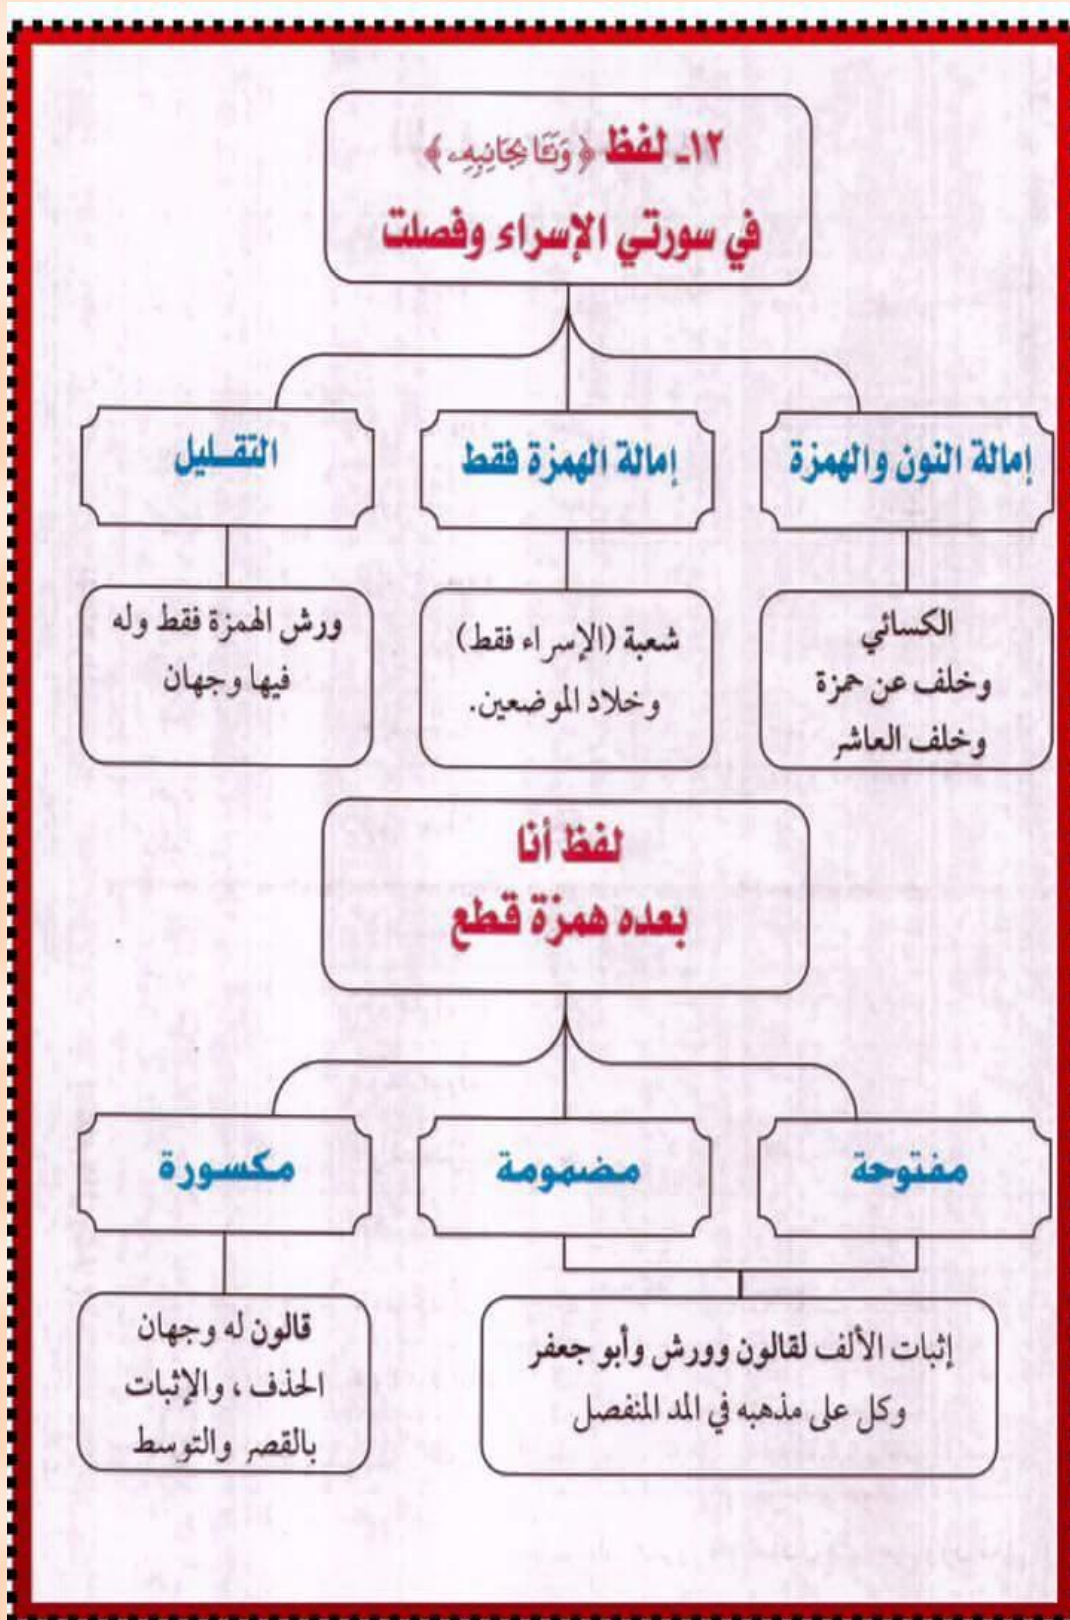 ١٢ـ لفظ ﴿ وَنَـَٔا بِجَانِبِهِۦ ﴾
في سورتي الإسراء وفصلت
إمالة النون والهمزة
إمالة الهمزة فقط
التقليل
الكسائي
وخلف عن حمزة
وخلف العاشر
شعبة (الإسراء فقط)
وخلاد الموضعين.
ورش الهمزة فقط وله
فيها وجهان
لفظ أنا
بعده همزة قطع
مفتوحة
مضمومة
مكسورة
إثبات الألف لقالون وورش وأبو جعفر
وكل على مذهبه في المد المنفصل
قالون له وجهان
الحذف، والإثبات
بالقصر والتوسط